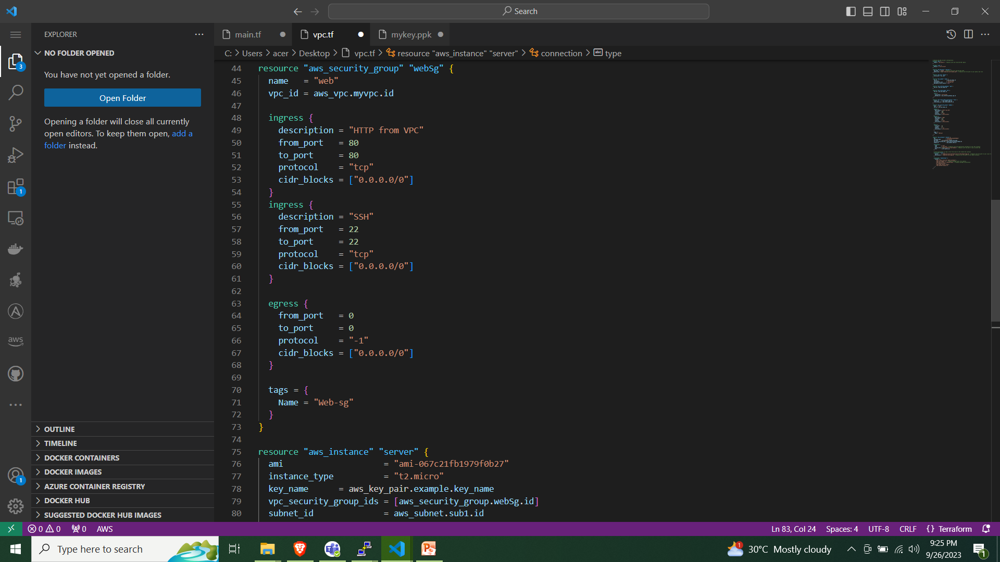 Search
EXPLORER
NO FOLDER OPENED
You have not yet opened a folder.
Open Folder
Opening a folder will close all currently
open editors. To keep them open, add a
folder instead.
OUTLINE
TIMELINE
DOCKER CONTAINERS
DOCKER IMAGES
AZURE CONTAINER REGISTRY
DOCKER HUB
SUGGESTED DOCKER HUB IMAGES
3
1
aws
1
main.tf
vpc.tf
mykey.ppk
C: > Users > acer > Desktop > vpc.tf > resource "aws_instance" "server" > connection > abc type
44 resource "aws_security_group" "webSg" {
45   name   = "web"
46   vpc_id = aws_vpc.myvpc.id
47
48   ingress {
49     description = "HTTP from VPC"
50     from_port   = 80
51     to_port     = 80
52     protocol    = "tcp"
53     cidr_blocks = ["0.0.0.0/0"]
54   }
55   ingress {
56     description = "SSH"
57     from_port   = 22
58     to_port     = 22
59     protocol    = "tcp"
60     cidr_blocks = ["0.0.0.0/0"]
61   }
62
63   egress {
64     from_port   = 0
65     to_port     = 0
66     protocol    = "-1"
67     cidr_blocks = ["0.0.0.0/0"]
68   }
69
70   tags = {
71     Name = "Web-sg"
72   }
73 }
74
75 resource "aws_instance" "server" {
76   ami                    = "ami-067c21fb1979f0b27"
77   instance_type          = "t2.micro"
78   key_name      = aws_key_pair.example.key_name
79   vpc_security_group_ids = [aws_security_group.webSg.id]
80   subnet_id              = aws_subnet.sub1.id
0 0 0 AWS
Ln 83, Col 24 Spaces: 4 UTF-8 CRLF {} Terraform
Type here to search
1 30°C Mostly cloudy
9:25 PM
9/26/2023
1